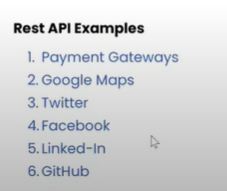 Rest API Examples
1. Payment Gateways
2. Google Maps
3. Twitter
4. Facebook
5. Linked-In
6. GitHub